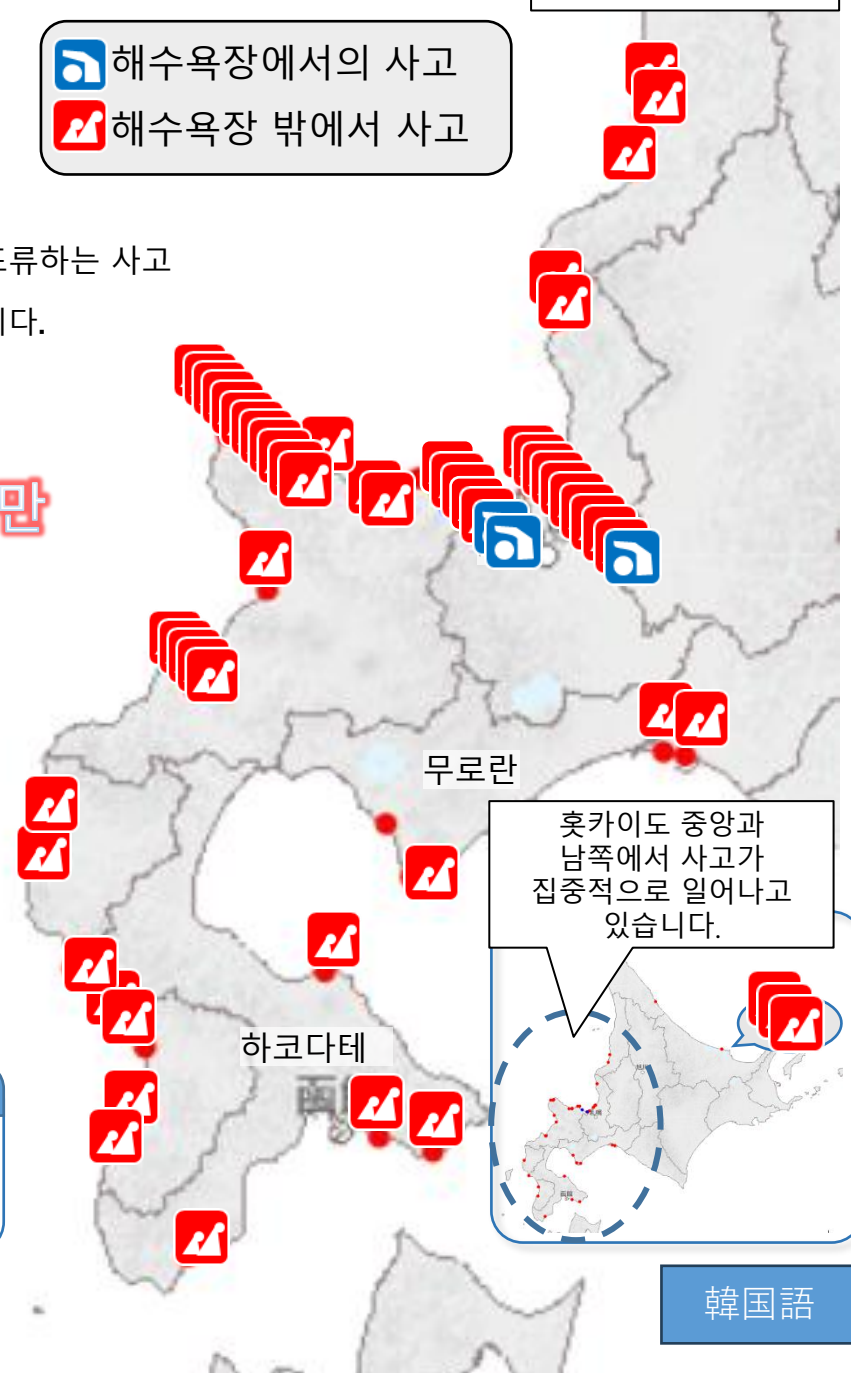 해수욕장에서의 사고
해수욕장 밖에서 사고
류하는 사고
니다.
만
무로란
홋카이도 중앙과
남쪽에서 사고가
집중적으로 일어나고
있습니다.
하코다테
韓国語